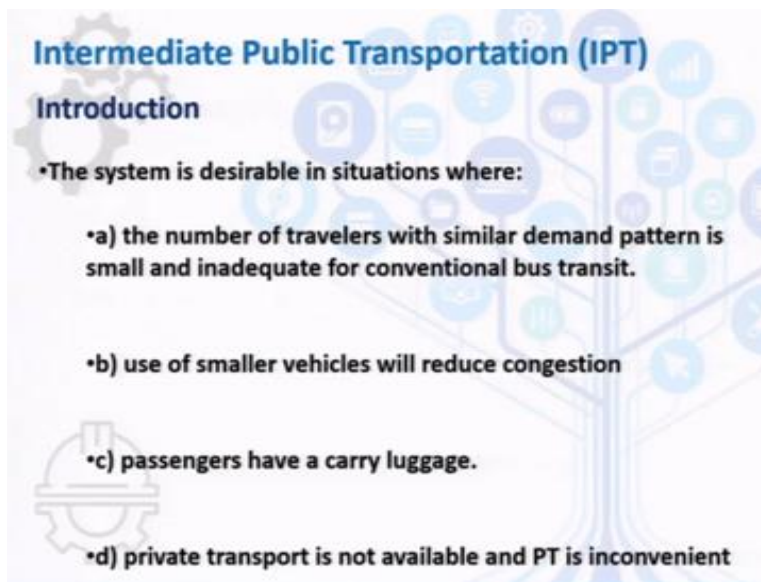 Intermediate Public Transportation (IPT)
Introduction
•The system is desirable in situations where:
•a) the number of travelers with similar demand pattern is
small and inadequate for conventional bus transit.
•b) use of smaller vehicles will reduce congestion
•c) passengers have a carry luggage.
•d) private transport is not available and PT is inconvenient